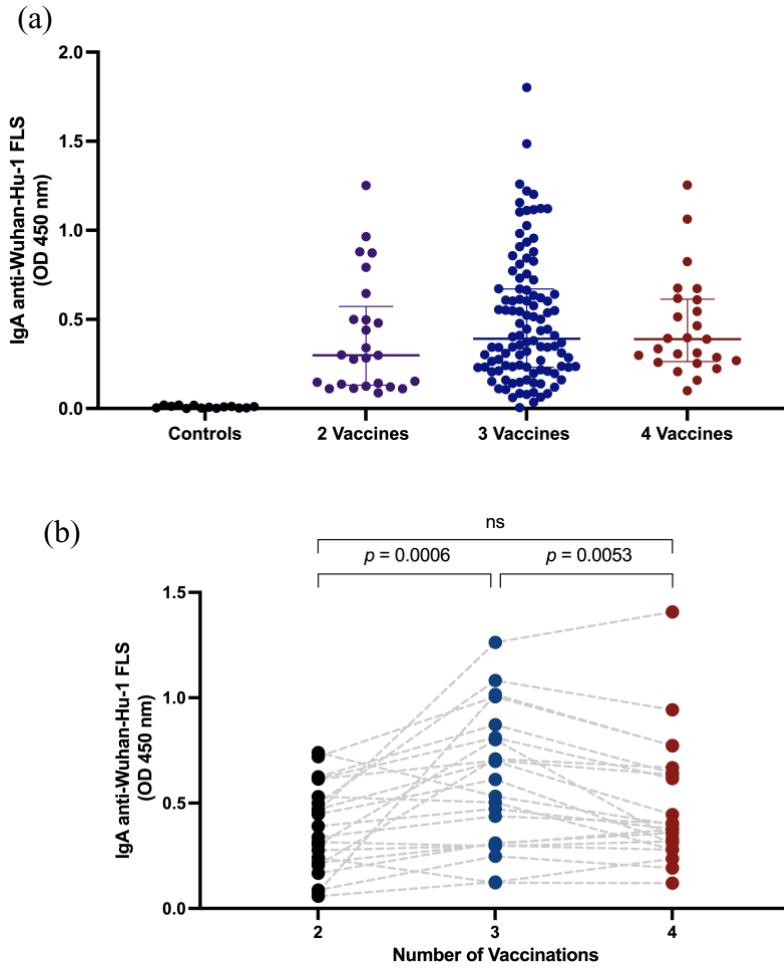 (a)
IgA anti-Wuhan-Hu-1 FLS
(OD 450 nm)
2.0
1.5
1.0
0.5
0.0
Controls
2 Vaccines
3 Vaccines
4 Vaccines
(b)
ns
p = 0.0006
p = 0.0053
IgA anti-Wuhan-Hu-1 FLS
(OD 450 nm)
1.5
1.0
0.5
0.0
2
3
4
Number of Vaccinations